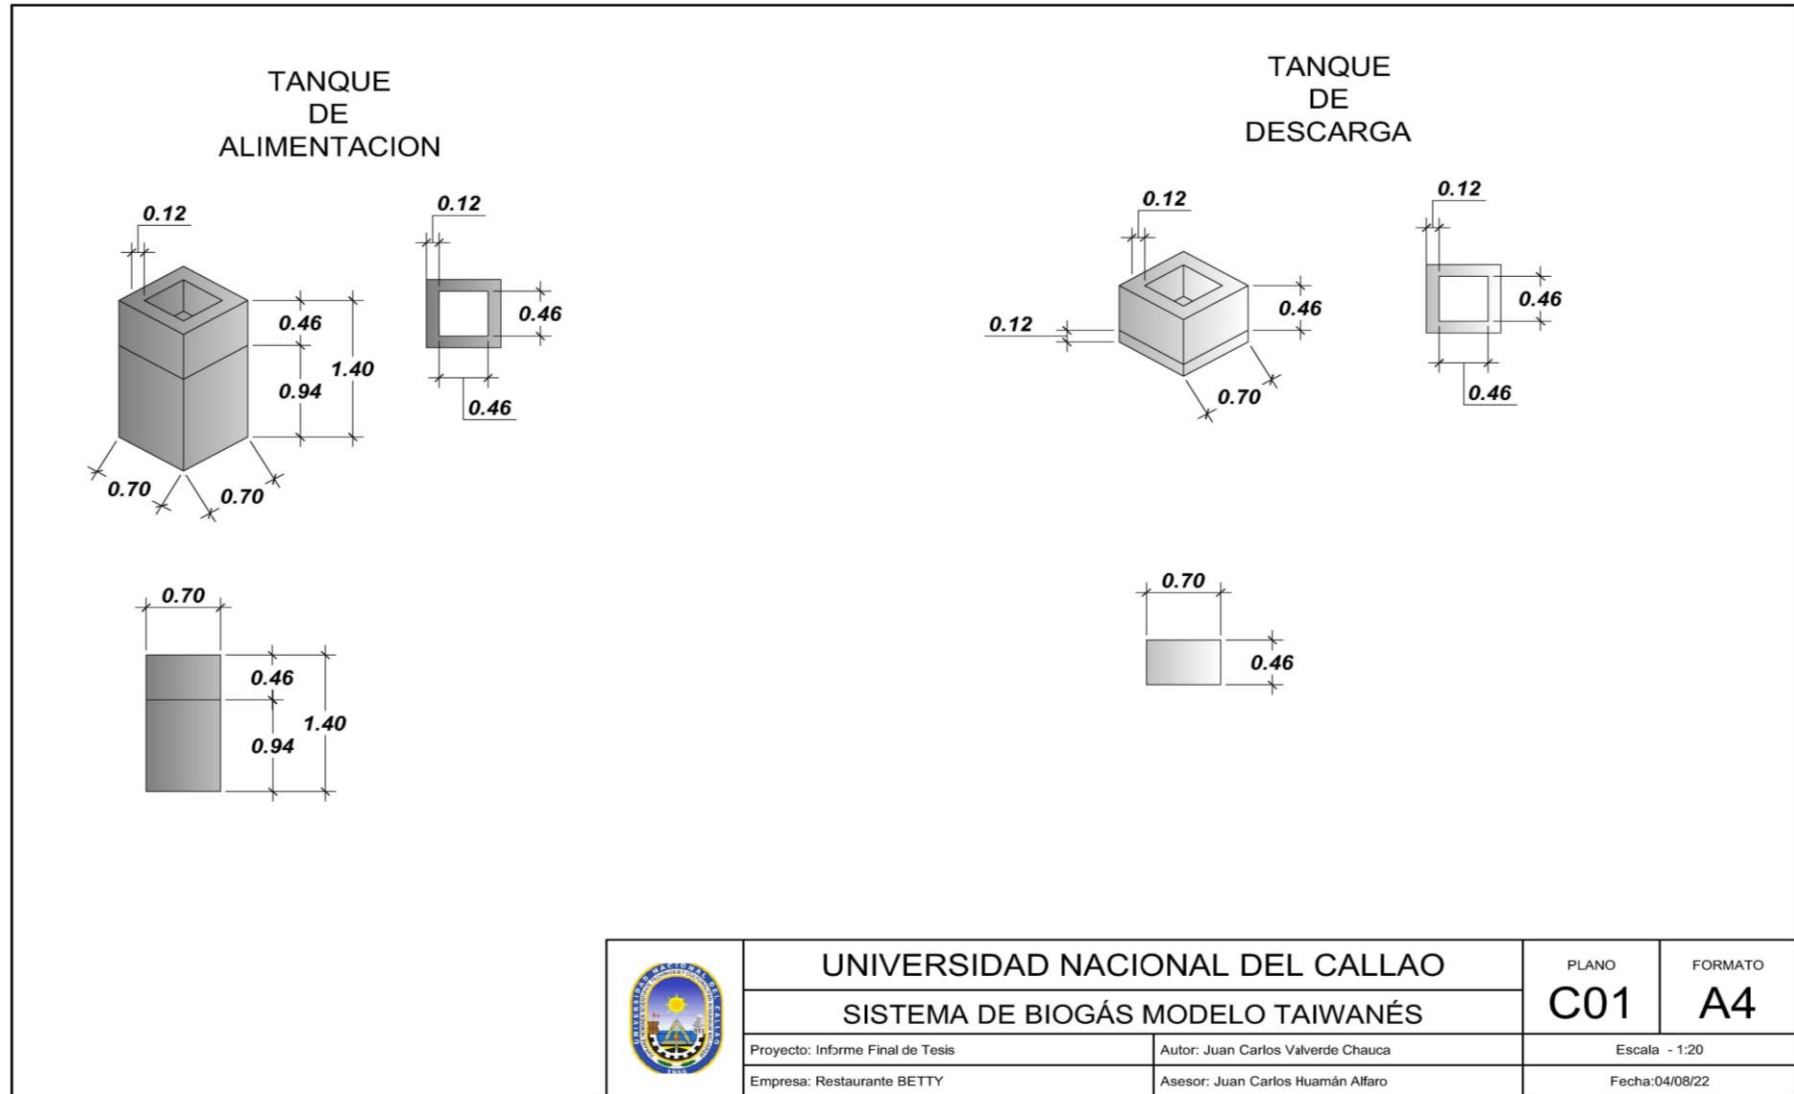 TANQUE
DE
ALIMENTACION
0.12
0.46
1.40
0.94
0.70
0.70
0.12
0.46
0.46
0.70
0.46
1.40
0.94
TANQUE
DE
DESCARGA
0.12
0.46
0.12
0.70
0.12
0.46
0.46
0.70
0.46
UNIVERSIDAD NACIONAL DEL CALLAO
SISTEMA DE BIOGÁS MODELO TAIWANÉS
Proyecto: Informe Final de Tesis
Autor: Juan Carlos Valverde Chauca
Empresa: Restaurante BETTY
Asesor: Juan Carlos Huamán Alfaro
PLANO
C01
FORMATO
A4
Escala - 1:20
Fecha:04/08/22
UNIVERSIDAD NACIONAL DEL CALLAO